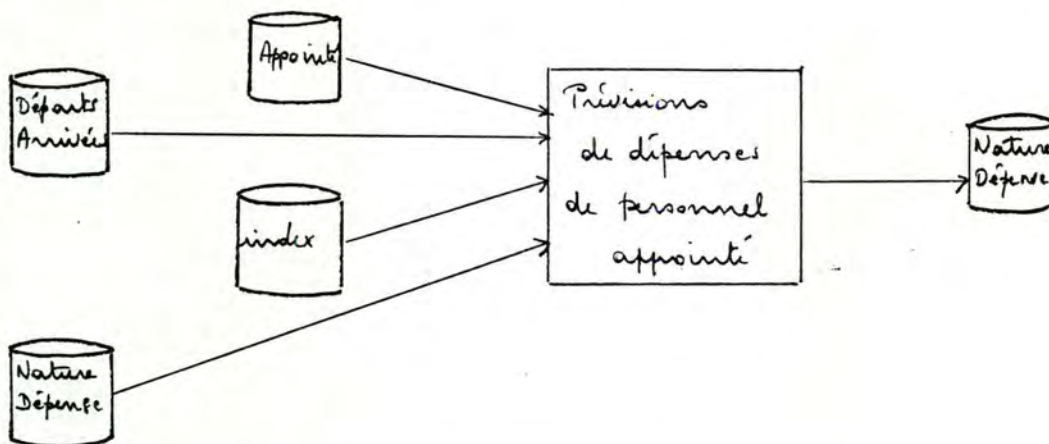 Appointé
Départs
Arrivées
index
Nature
Dépense
Prévisions
de dépenses
de personnel
appointé
Nature
Dépense